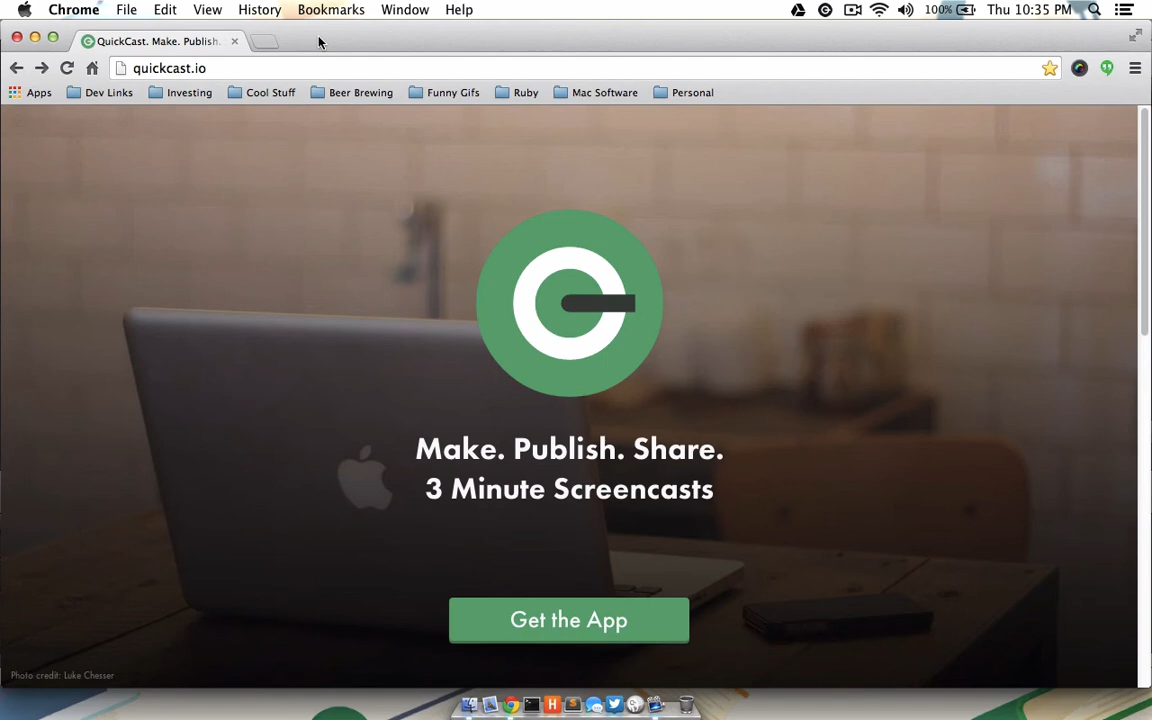 Chrome File Edit View History Bookmarks Window Help 100% Thu 10:35 PM
QuickCast. Make. Publish.
quickcast.io
Apps Dev Links Investing Cool Stuff Beer Brewing Funny Gifs Ruby Mac Software Personal
Make. Publish. Share.
3 Minute Screencasts
Get the App
Photo credit: Luke Chesser